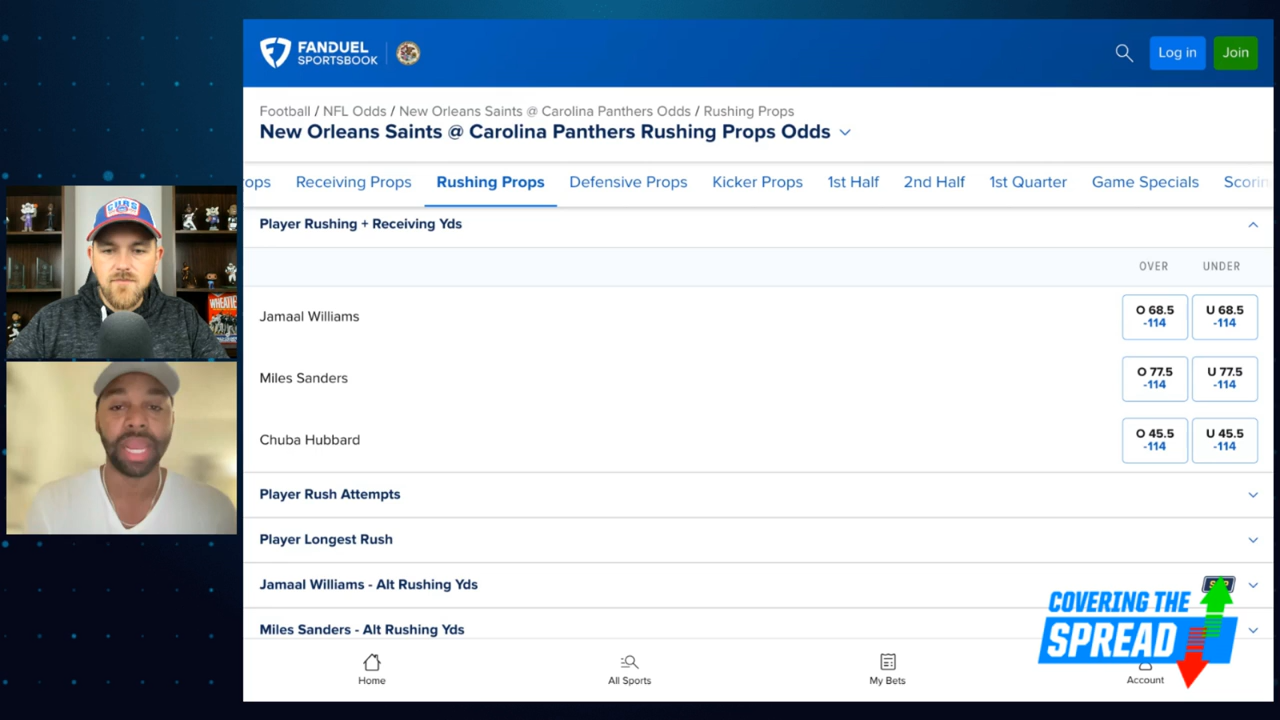 FANDUEL
SPORTSBOOK
Log in
Join
Football / NFL Odds / New Orleans Saints @ Carolina Panthers Odds / Rushing Props
New Orleans Saints @ Carolina Panthers Rushing Props Odds
ops Receiving Props Rushing Props Defensive Props Kicker Props 1st Half 2nd Half 1st Quarter Game Specials Scorin
Player Rushing + Receiving Yds
OVER UNDER
CUBS
WHEATIES
Jamaal Williams
O 68.5 U 68.5
-114 -114
Miles Sanders
O 77.5 U 77.5
-114 -114
Chuba Hubbard
O 45.5 U 45.5
-114 -114
Player Rush Attempts
Player Longest Rush
Jamaal Williams - Alt Rushing Yds
Miles Sanders - Alt Rushing Yds
COVERING THE
SPREAD
Home All Sports My Bets Account